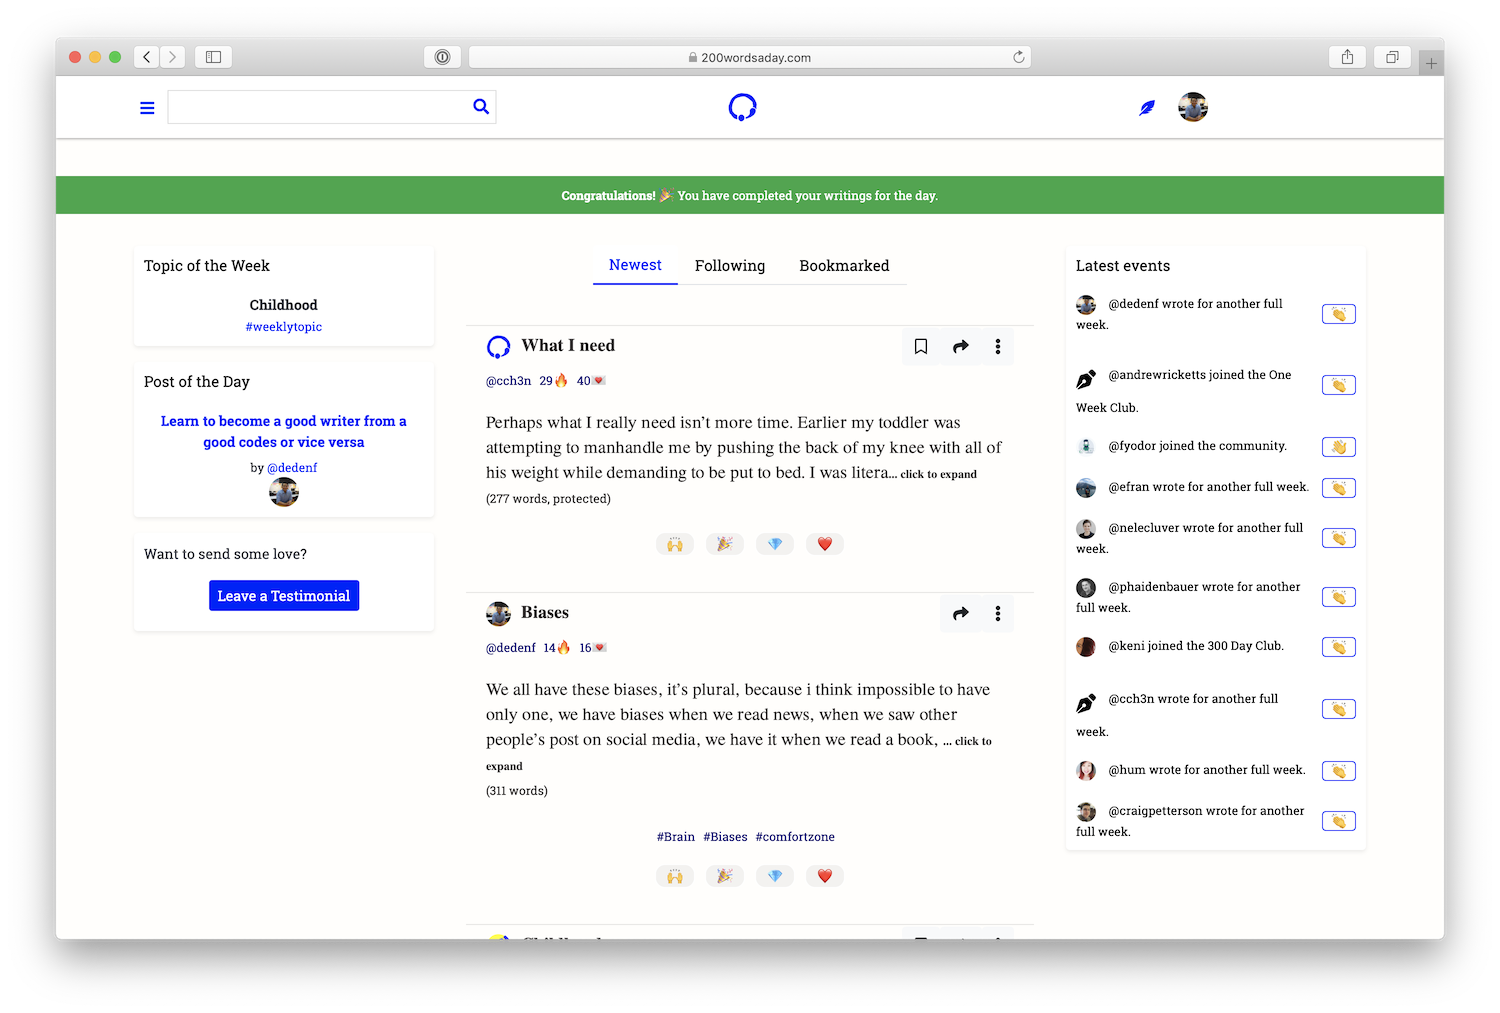 200wordsaday.com
Congratulations! 🎉 You have completed your writings for the day.
Topic of the Week
Childhood
#weeklytopic
Post of the Day
Learn to become a good writer from a
good codes or vice versa
by @dedenf
Want to send some love?
Leave a Testimonial
Newest Following Bookmarked
What I need
@cch3n 29🔥 40💌
Perhaps what I really need isn't more time. Earlier my toddler was
attempting to manhandle me by pushing the back of my knee with all of
his weight while demanding to be put to bed. I was litera... click to expand
(277 words, protected)
🙌 🎉 💎 ❤️
Biases
@dedenf 14🔥 16💌
We all have these biases, it's plural, because i think impossible to have
only one, we have biases when we read news, when we saw other
people's post on social media, we have it when we read a book, ... click to
expand
(311 words)
#Brain #Biases #comfortzone
🙌 🎉 💎 ❤️
Latest events
@dedenf wrote for another full
week.
@andrewricketts joined the One
Week Club.
@fyodor joined the community.
@efran wrote for another full week.
@nelecluver wrote for another full
week.
@phaidenbauer wrote for another
full week.
@keni joined the 300 Day Club.
@cch3n wrote for another full
week.
@hum wrote for another full week.
@craigpetterson wrote for another
full week.